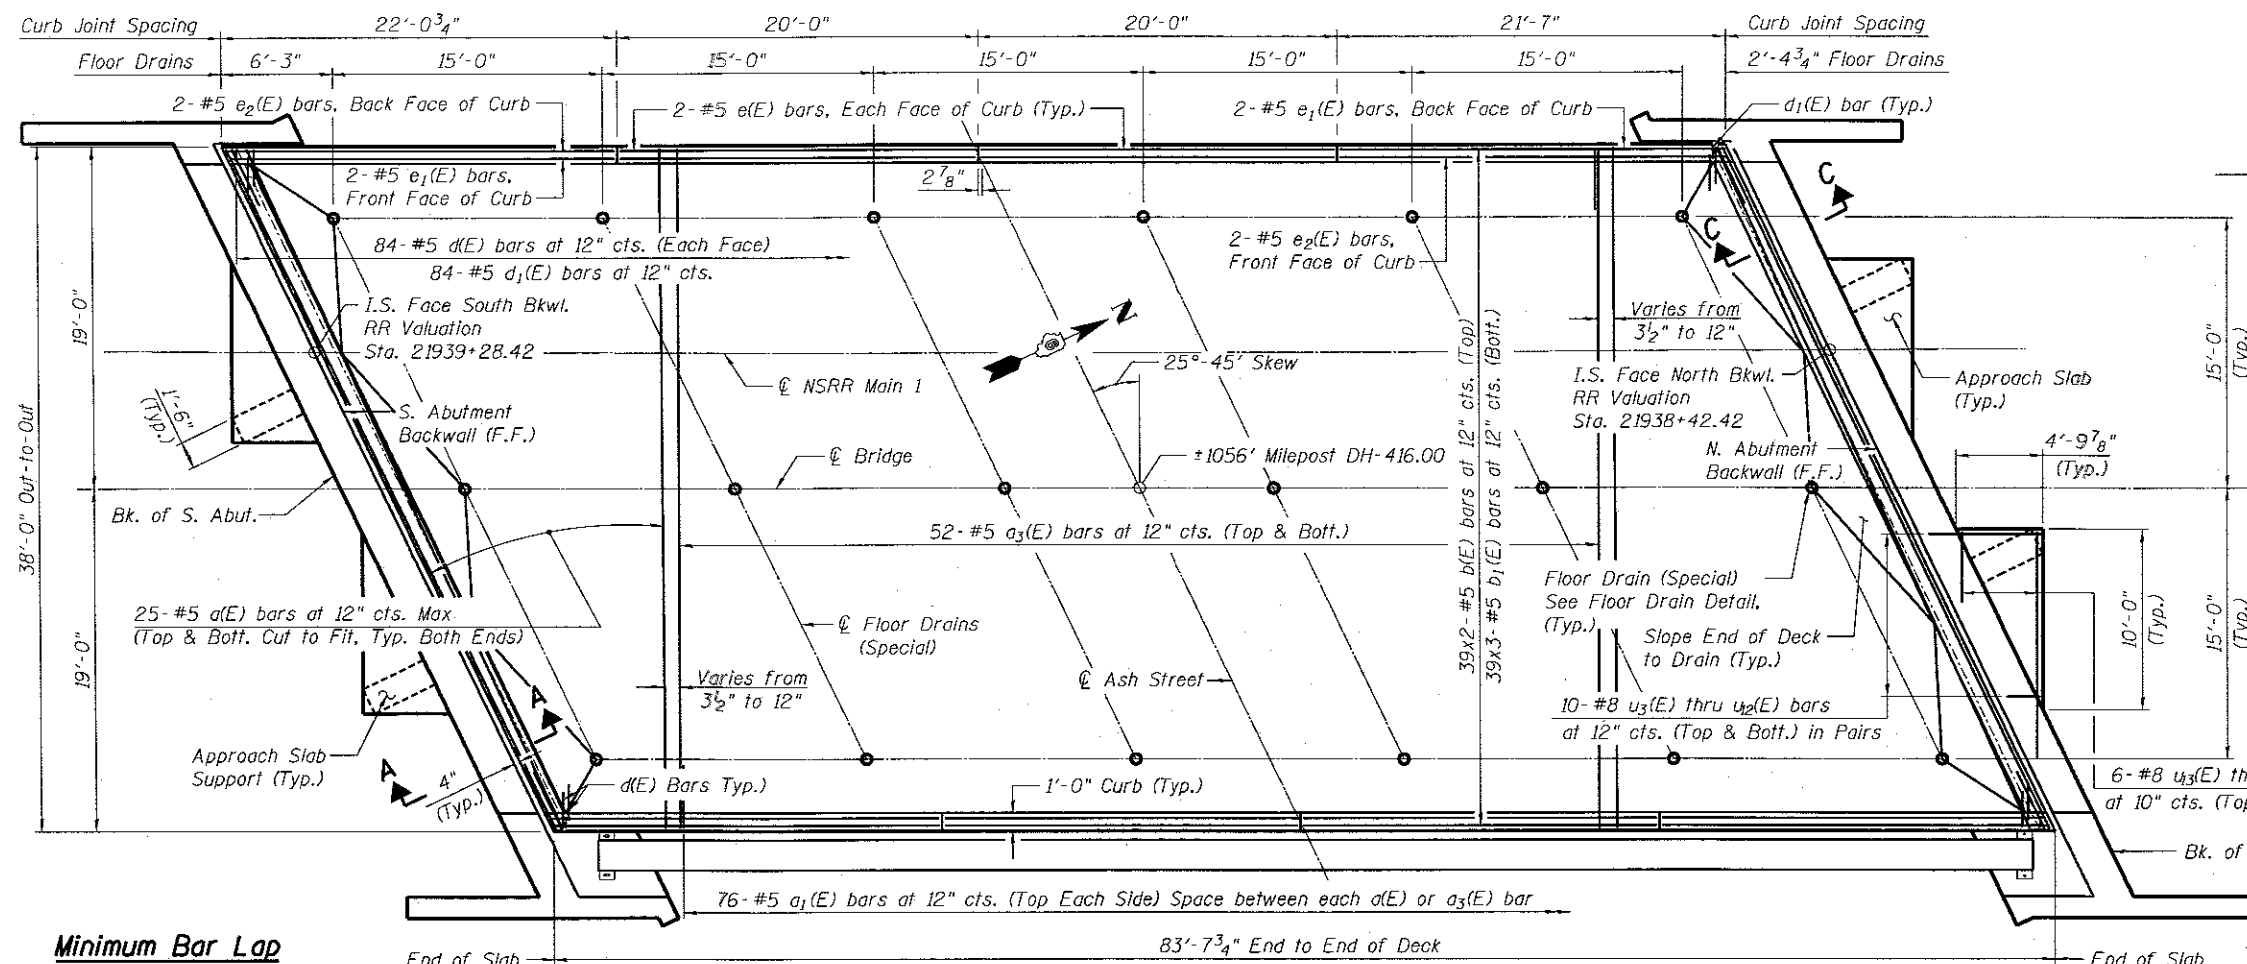 Curb Joint Spacing
22'-0¾"
20'-0"
20'-0"
21'-7"
Curb Joint Spacing
Floor Drains
6'-3"
15'-0"
15'-0"
15'-0"
15'-0"
15'-0"
2'-4¾" Floor Drains
2-#5 e₂(E) bars, Back Face of Curb
2-#5 e(E) bars, Each Face of Curb (Typ.)
2-#5 e₁(E) bars, Back Face of Curb
d₁(E) bar (Typ.)
2-#5 e₁(E) bars,
Front Face of Curb
2⅞"
C
C
84-#5 d(E) bars at 12" cts. (Each Face)
84-#5 d₁(E) bars at 12" cts.
2-#5 e₂(E) bars,
Front Face of Curb
19'-0"
I.S. Face South Bkwl.
RR Valuation
Sta. 21939+28.42
N
Varies from
3½" to 12"
15'-0"
(Typ.)
25°-45' Skew
℄ NSRR Main 1
I.S. Face North Bkwl.
RR Valuation
Sta. 21938+42.42
Approach Slab
(Typ.)
1'-6"
(Typ.)
S. Abutment
Backwall (F.F.)
38'-0" Out-to-Out
39x2-#5 b(E) bars at 12" cts. (Top)
39x3-#5 b₁(E) bars at 12" cts. (Bott.)
℄ Bridge
±1056' Milepost DH-416.00
N. Abutment
Backwall (F.F.)
4'-9⅞"
(Typ.)
Bk. of S. Abut.
52-#5 a₃(E) bars at 12" cts. (Top & Bott.)
25-#5 a(E) bars at 12" cts. Max
(Top & Bott. Cut to Fit, Typ. Both Ends)
℄ Floor Drains
(Special)
Floor Drain (Special)
See Floor Drain Detail.
(Typ.)
Slope End of Deck
to Drain (Typ.)
10'-0"
(Typ.)
15'-0"
(Typ.)
19'-0"
Varies from
3½" to 12"
℄ Ash Street
10-#8 u₃(E) thru u₁₂(E) bars
at 12" cts. (Top & Bott.) in Pairs
Approach Slab
Support (Typ.)
A
A
4"
(Typ.)
d(E) Bars Typ.)
1'-0" Curb (Typ.)
6-#8 u₁₃(E) th
at 10" cts. (Top
Bk. of
76-#5 a₁(E) bars at 12" cts. (Top Each Side) Space between each a(E) or a₃(E) bar
Minimum Bar Lap
End of Slab
83'-7¾" End to End of Deck
End of Slab